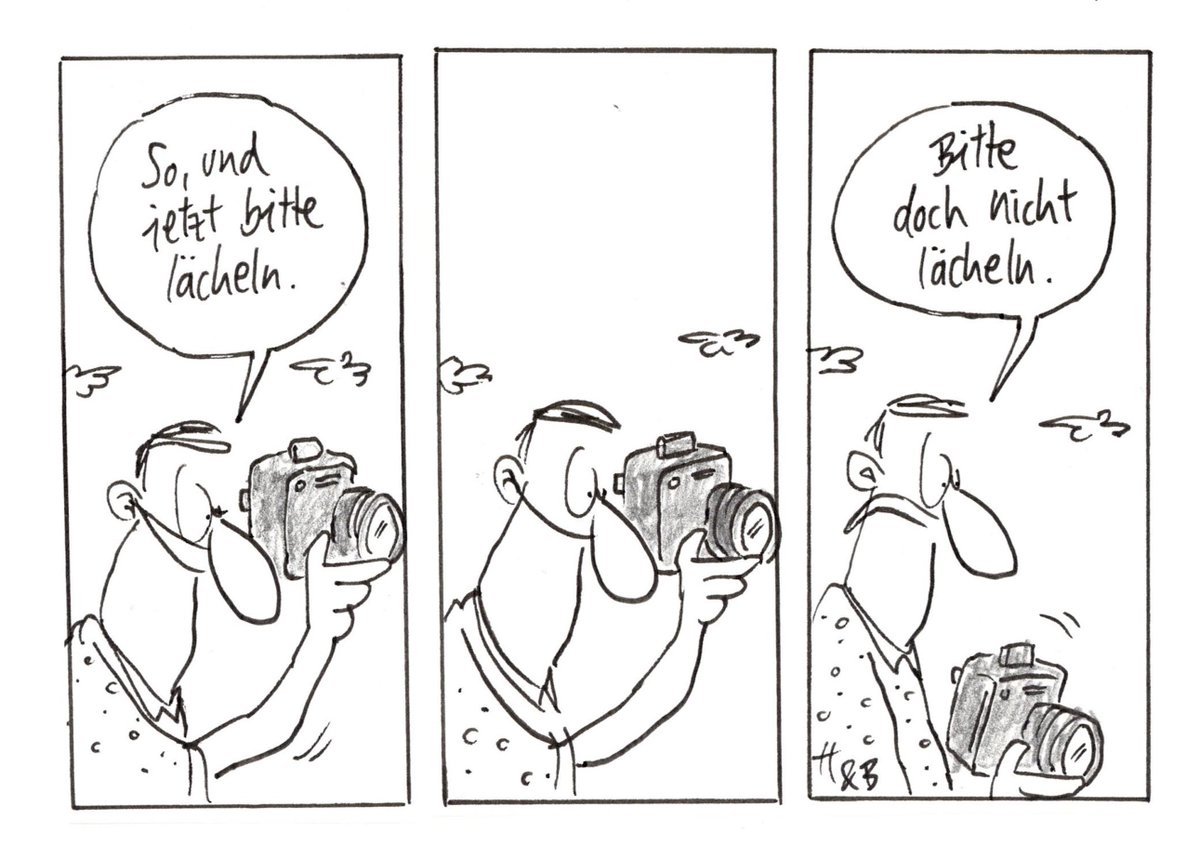 So, und
jetzt bitte
lächeln.
Bitte
doch nicht
lächeln.
H
&B